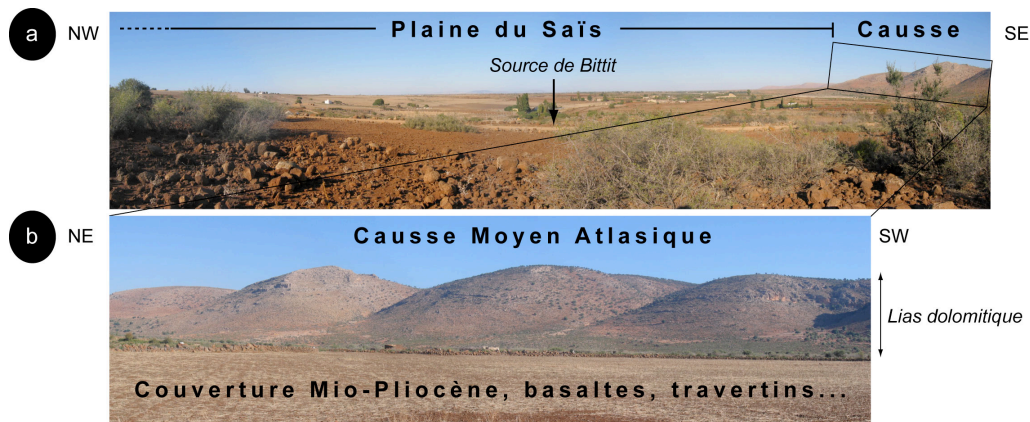 a NW Plaine du Saïs Causse SE
Source de Bittit
b NE Causse Moyen Atlasique SW
Lias dolomitique
Couverture Mio-Pliocène, basaltes, travertins...